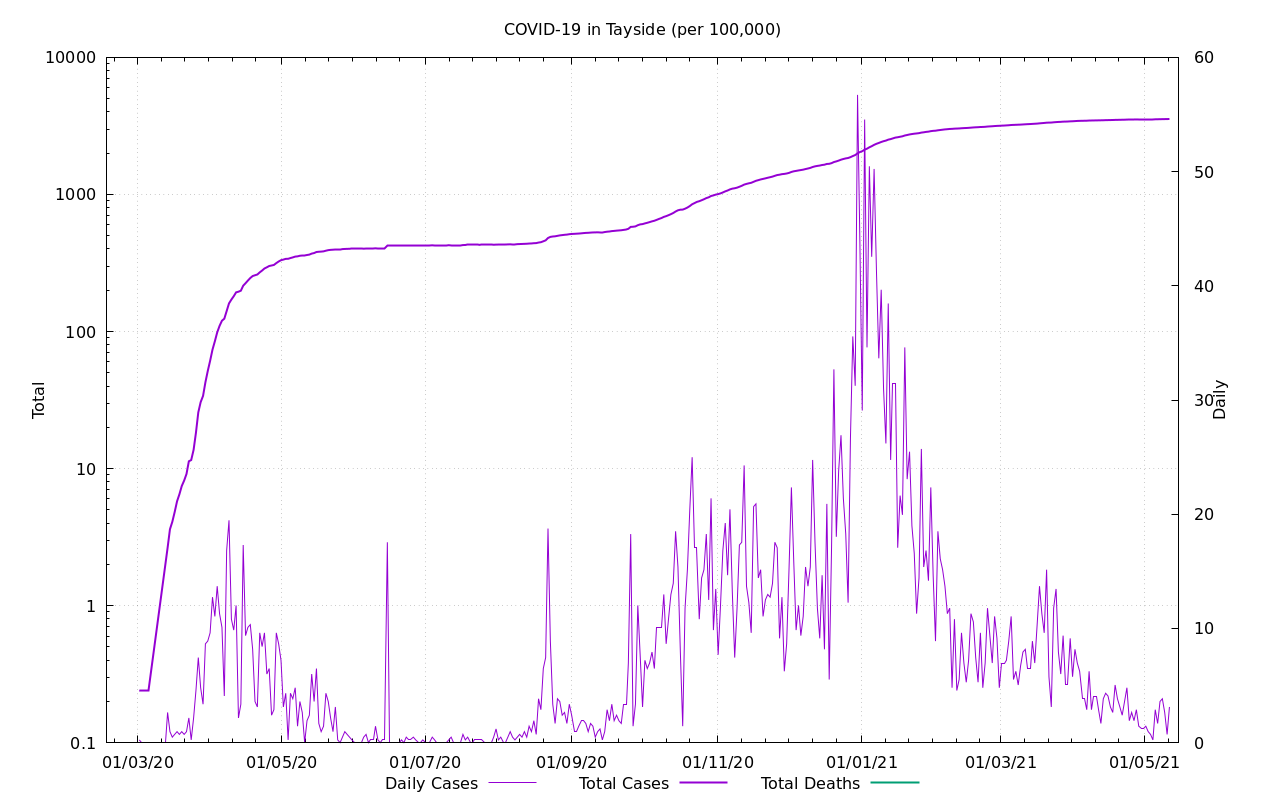 COVID-19 in Tayside (per 100,000)
10000
1000
100
10
1
0.1
Total
60
50
40
30
20
10
0
Daily
01/03/20 01/05/20 01/07/20 01/09/20 01/11/20 01/01/21 01/03/21 01/05/21
Daily Cases Total Cases Total Deaths